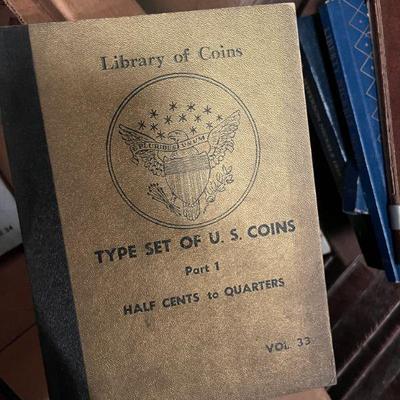 Library of Coins
E PLURIBUS UNUM
TYPE SET OF U. S. COINS
Part 1
HALF CENTS to QUARTERS
VOL. 33